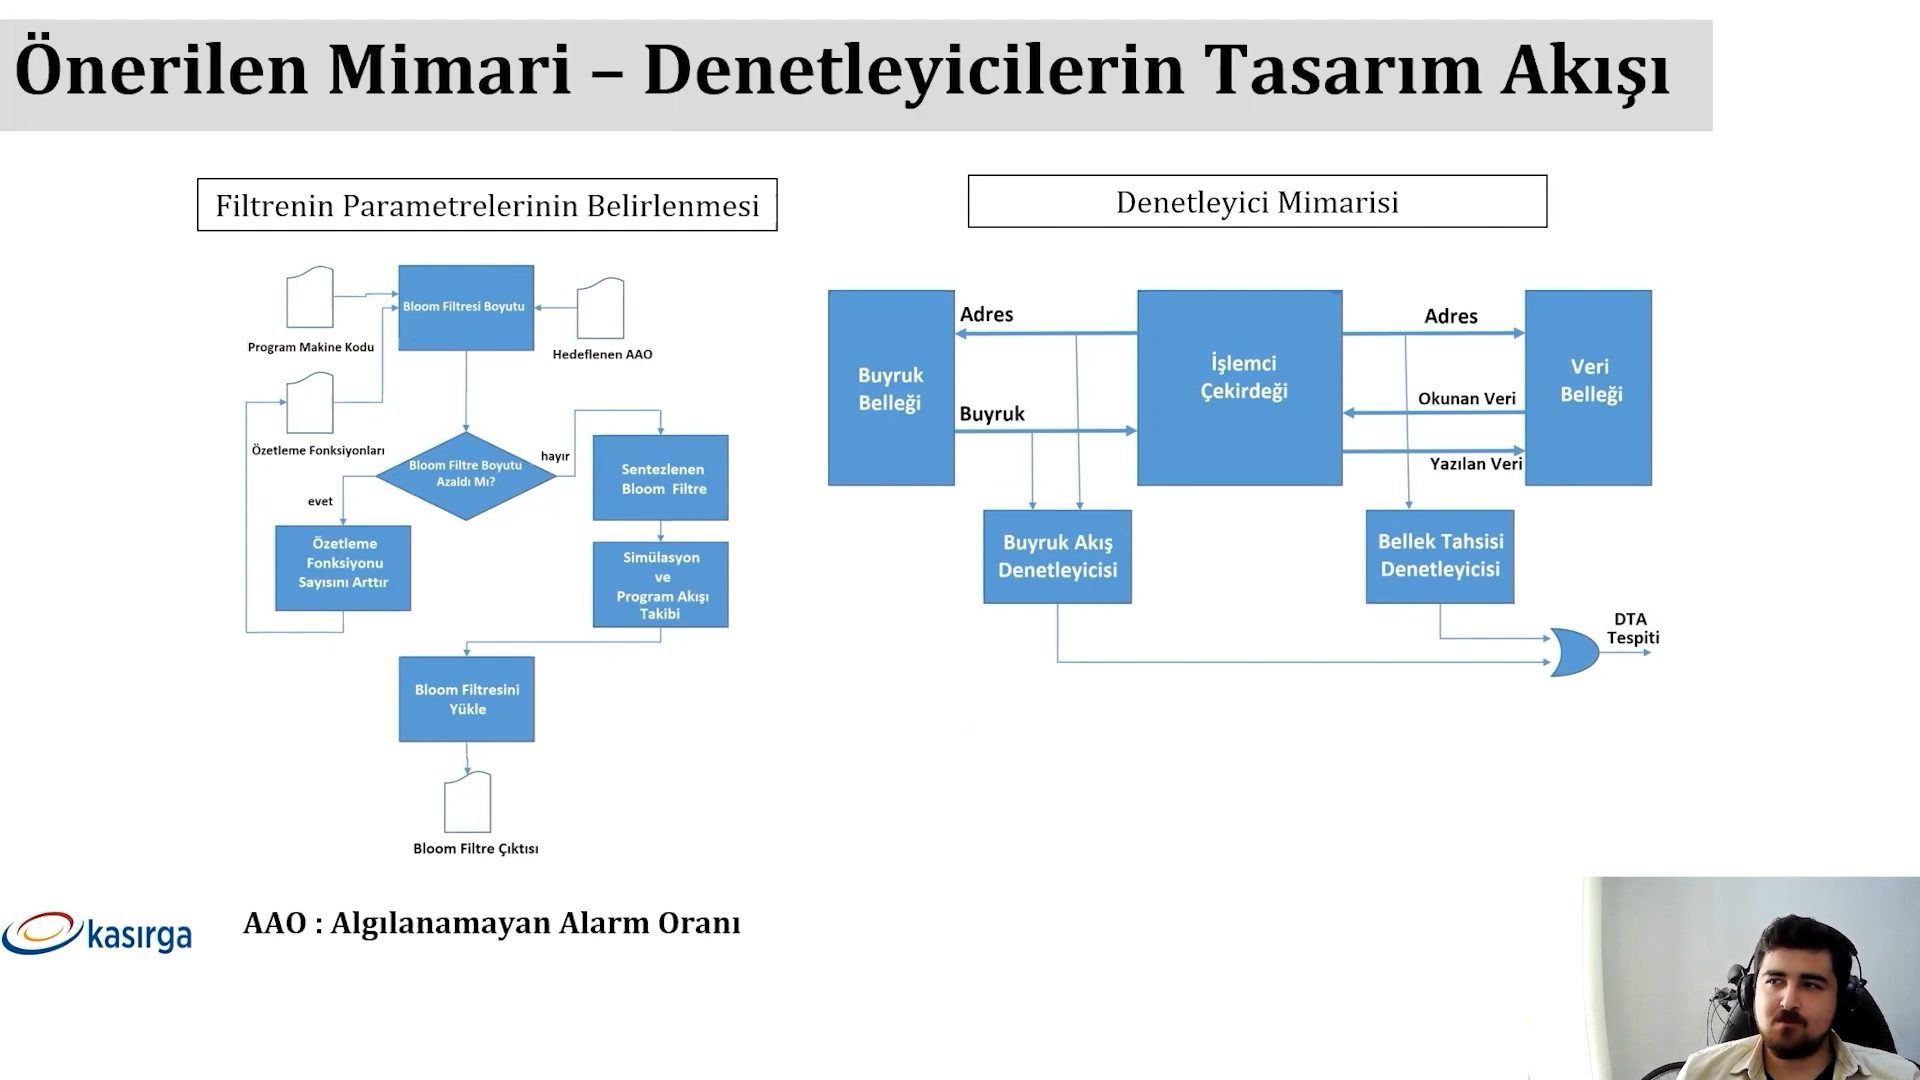 Önerilen Mimari – Denetleyicilerin Tasarım Akışı
Filtrenin Parametrelerinin Belirlenmesi
Bloom Filtresi Boyutu
Program Makine Kodu
Hedeflenen AAO
Özetleme Fonksiyonları
Bloom Filtre Boyutu
Azaldı Mı?
hayır
evet
Sentezlenen
Bloom Filtre
Özetleme
Fonksiyonu
Sayısını Arttır
Simülasyon
ve
Program Akışı
Takibi
Bloom Filtresini
Yükle
Bloom Filtre Çıktısı
Denetleyici Mimarisi
Buyruk
Belleği
Adres
Buyruk
İşlemci
Çekirdeği
Adres
Okunan Veri
Yazılan Veri
Veri
Belleği
Buyruk Akış
Denetleyicisi
Bellek Tahsisi
Denetleyicisi
DTA
Tespiti
kasırga
AAO : Algılanamayan Alarm Oranı